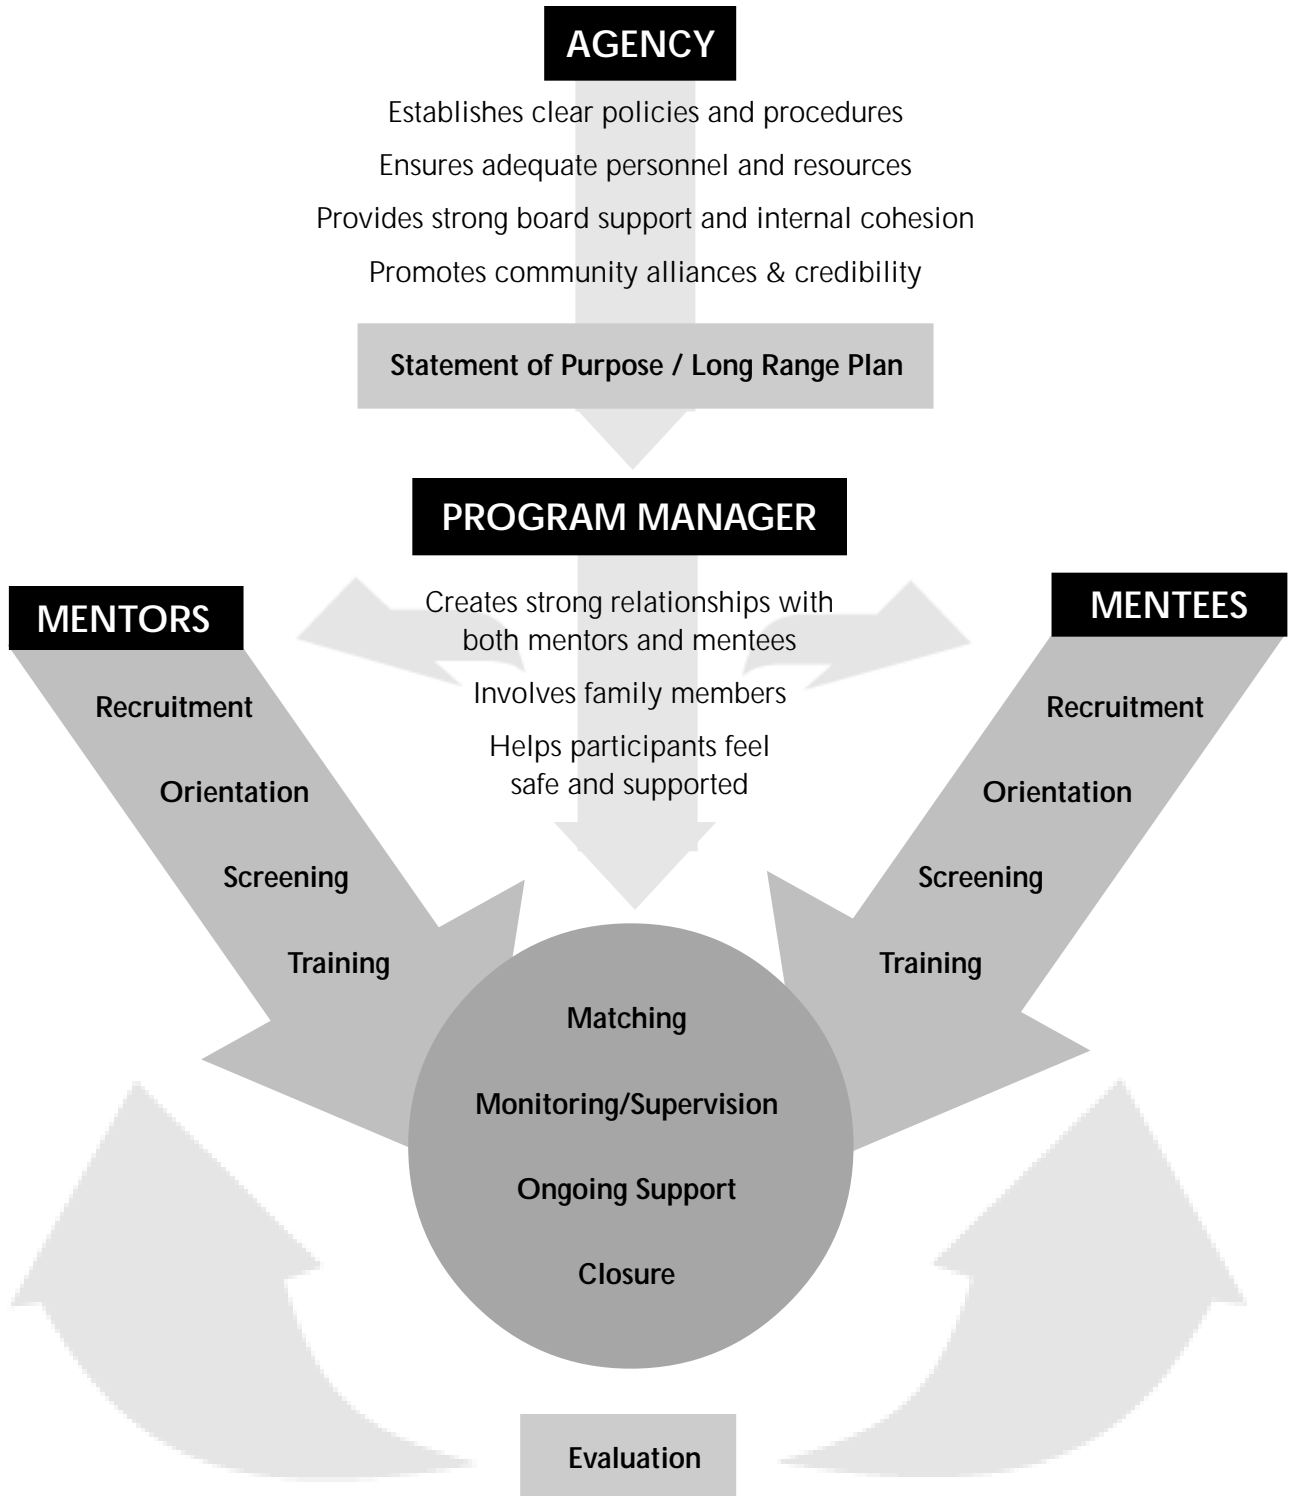 AGENCY
Establishes clear policies and procedures
Ensures adequate personnel and resources
Provides strong board support and internal cohesion
Promotes community alliances & credibility
Statement of Purpose / Long Range Plan
PROGRAM MANAGER
Creates strong relationships with
both mentors and mentees
Involves family members
Helps participants feel
safe and supported
MENTORS
Recruitment
Orientation
Screening
Training
MENTEES
Recruitment
Orientation
Screening
Training
Matching
Monitoring/Supervision
Ongoing Support
Closure
Evaluation